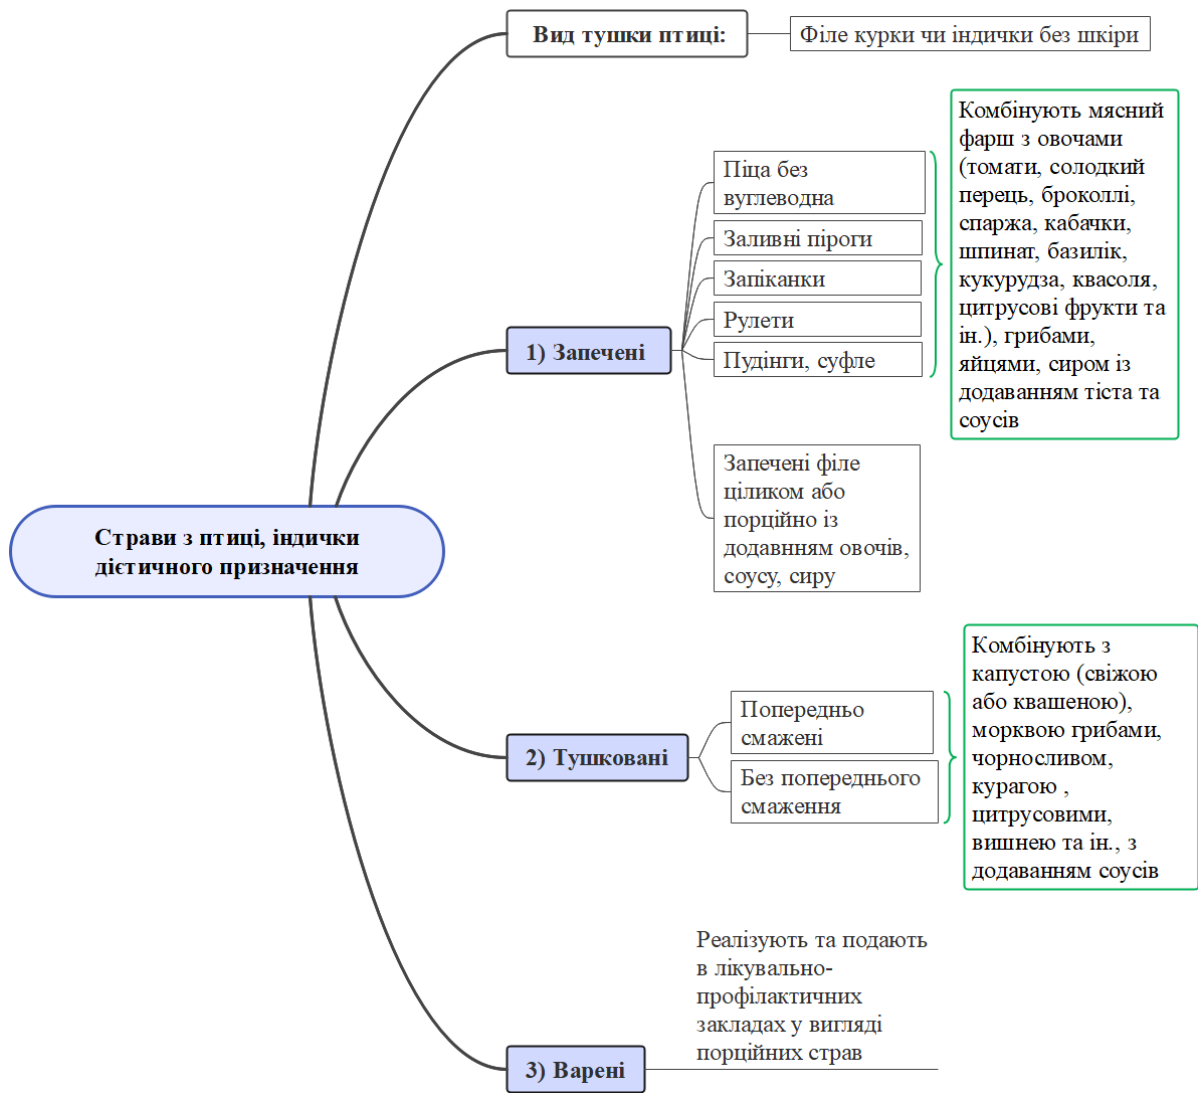 Вид тушки птиці:
Філе курки чи індички без шкіри
Комбінують мясний
фарш з овочами
(томати, солодкий
перець, броколлі,
спаржа, кабачки,
шпинат, базилік,
кукурудза, квасоля,
цитрусові фрукти та
ін.), грибами,
яйцями, сиром із
додаванням тіста та
соусів
Піца без
вуглеводна
Заливні піроги
Запіканки
Рулети
Пудінги, суфле
1) Запечені
Запечені філе
ціликом або
порційно із
додавнням овочів,
соусу, сиру
Страви з птиці, індички
дієтичного призначення
Комбінують з
капустою (свіжою
або квашеною),
морквою грибами,
чорносливом,
курагою ,
цитрусовими,
вишнею та ін., з
додаванням соусів
Попередньо
смажені
2) Тушковані
Без попереднього
смаження
Реалізують та подають
в лікувально-
профілактичних
закладах у вигляді
порційних страв
3) Варені